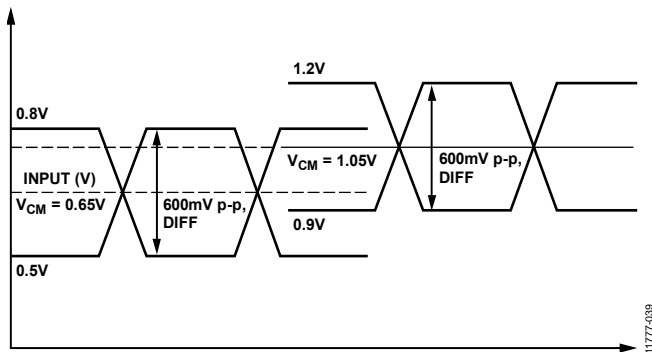 1.2V
0.8V
INPUT (V)
V_CM = 0.65V
600mV p-p,
DIFF
0.5V
V_CM = 1.05V
600mV p-p,
DIFF
0.9V
11777-039